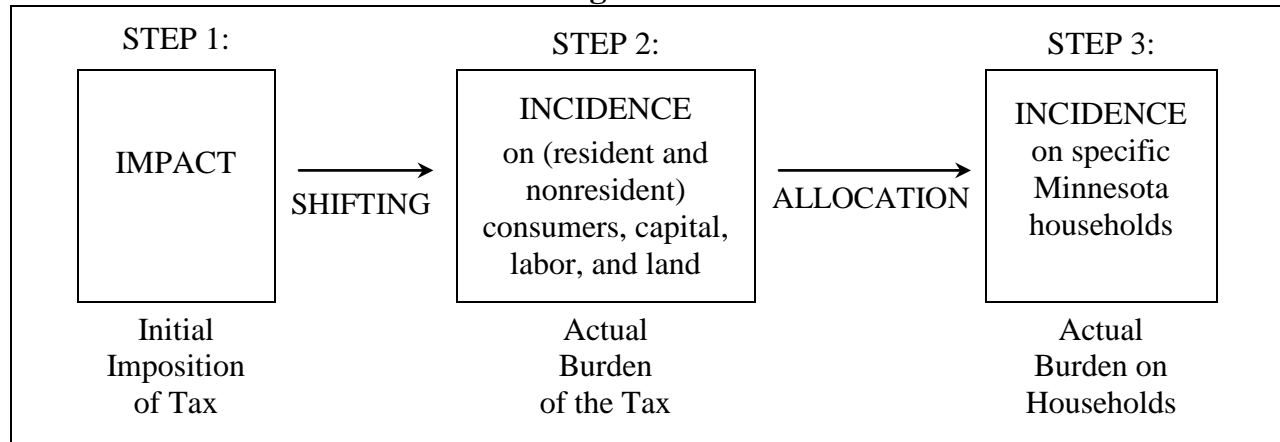 STEP 1:
IMPACT
Initial
Imposition
of Tax
SHIFTING
STEP 2:
INCIDENCE
on (resident and
nonresident)
consumers, capital,
labor, and land
Actual
Burden
of the Tax
ALLOCATION
STEP 3:
INCIDENCE
on specific
Minnesota
households
Actual
Burden on
Households